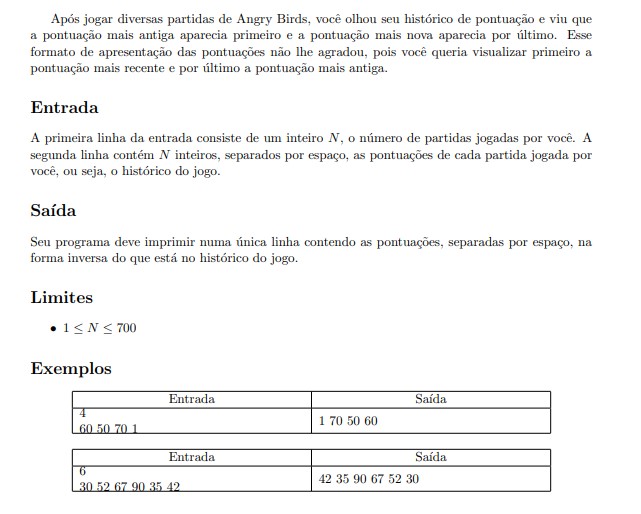 Após jogar diversas partidas de Angry Birds, você olhou seu histórico de pontuação e viu que
a pontuação mais antiga aparecia primeiro e a pontuação mais nova aparecia por último. Esse
formato de apresentação das pontuações não lhe agradou, pois você queria visualizar primeiro a
pontuação mais recente e por último a pontuação mais antiga.
Entrada
A primeira linha da entrada consiste de um inteiro N, o número de partidas jogadas por você. A
segunda linha contém N inteiros, separados por espaço, as pontuações de cada partida jogada por
você, ou seja, o histórico do jogo.
Saída
Seu programa deve imprimir numa única linha contendo as pontuações, separadas por espaço, na
forma inversa do que está no histórico do jogo.
Limites
• 1 ≤ N ≤ 700
Exemplos
Entrada Saída
4
60 50 70 1
1 70 50 60
Entrada Saída
6
30 52 67 90 35 42
42 35 90 67 52 30